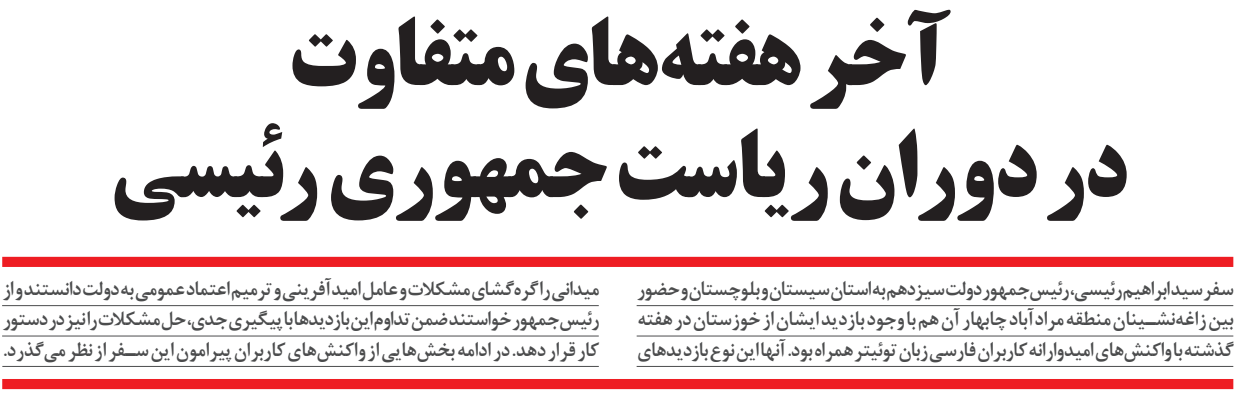 آخر هفته‌های متفاوت
در دوران ریاست جمهوری رئیسی
سفر سیدابراهیم رئیسی، رئیس‌جمهور دولت سیزدهم به استان سیستان و بلوچستان و حضور
بین زاغه‌نشینان منطقه مرادآباد چابهار آن هم با وجود بازدید ایشان از خوزستان در هفته
گذشته با واکنش‌های امیدوارانه کاربران فارسی زبان توئیتر همراه بود. آنها این نوع بازدیدهای
میدانی را گره‌گشای مشکلات و عامل امیدآفرینی و ترمیم اعتماد عمومی به دولت دانستند و از
رئیس‌جمهور خواستند ضمن تداوم این بازدیدها با پیگیری جدی، حل مشکلات را نیز در دستور
کار قرار دهد. در ادامه بخش‌هایی از واکنش‌های کاربران پیرامون این سفر از نظر می‌گذرد.